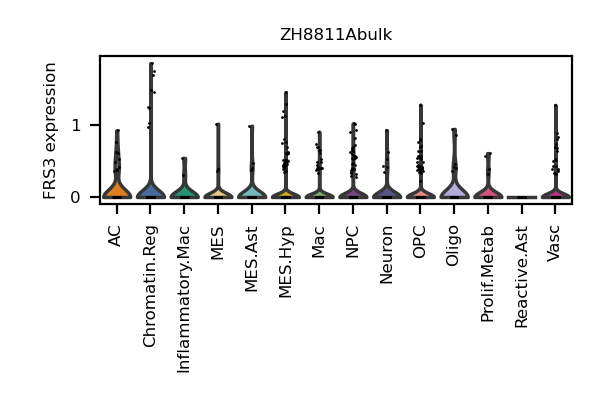 ZH8811Abulk
FRS3 expression
1
0
AC
Chromatin.Reg
Inflammatory.Mac
MES
MES.Ast
MES.Hyp
Mac
NPC
Neuron
OPC
Oligo
Prolif.Metab
Reactive.Ast
Vasc